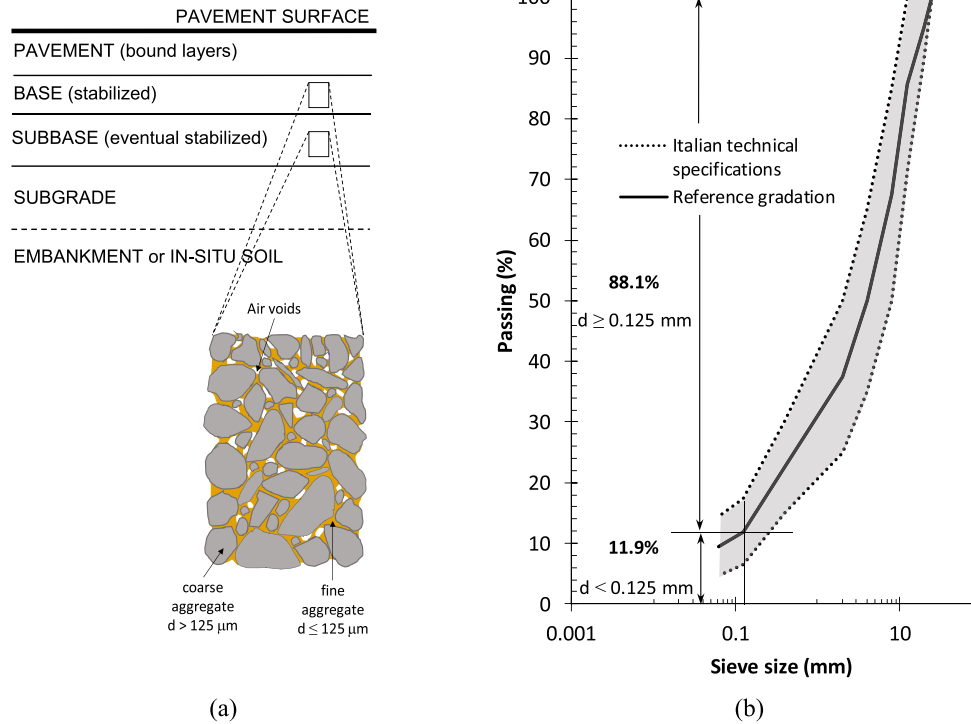 PAVEMENT SURFACE
PAVEMENT (bound layers)
BASE (stabilized)
SUBBASE (eventual stabilized)
SUBGRADE
EMBANKMENT or IN-SITU SOIL
Air voids
coarse
aggregate
d > 125 μm
fine
aggregate
d ≤ 125 μm
(a)
100
90
80
70
60
50
40
30
20
10
0
Passing (%)
Italian technical
specifications
Reference gradation
88.1%
d ≥ 0.125 mm
11.9%
d < 0.125 mm
0.001
0.1
10
Sieve size (mm)
(b)